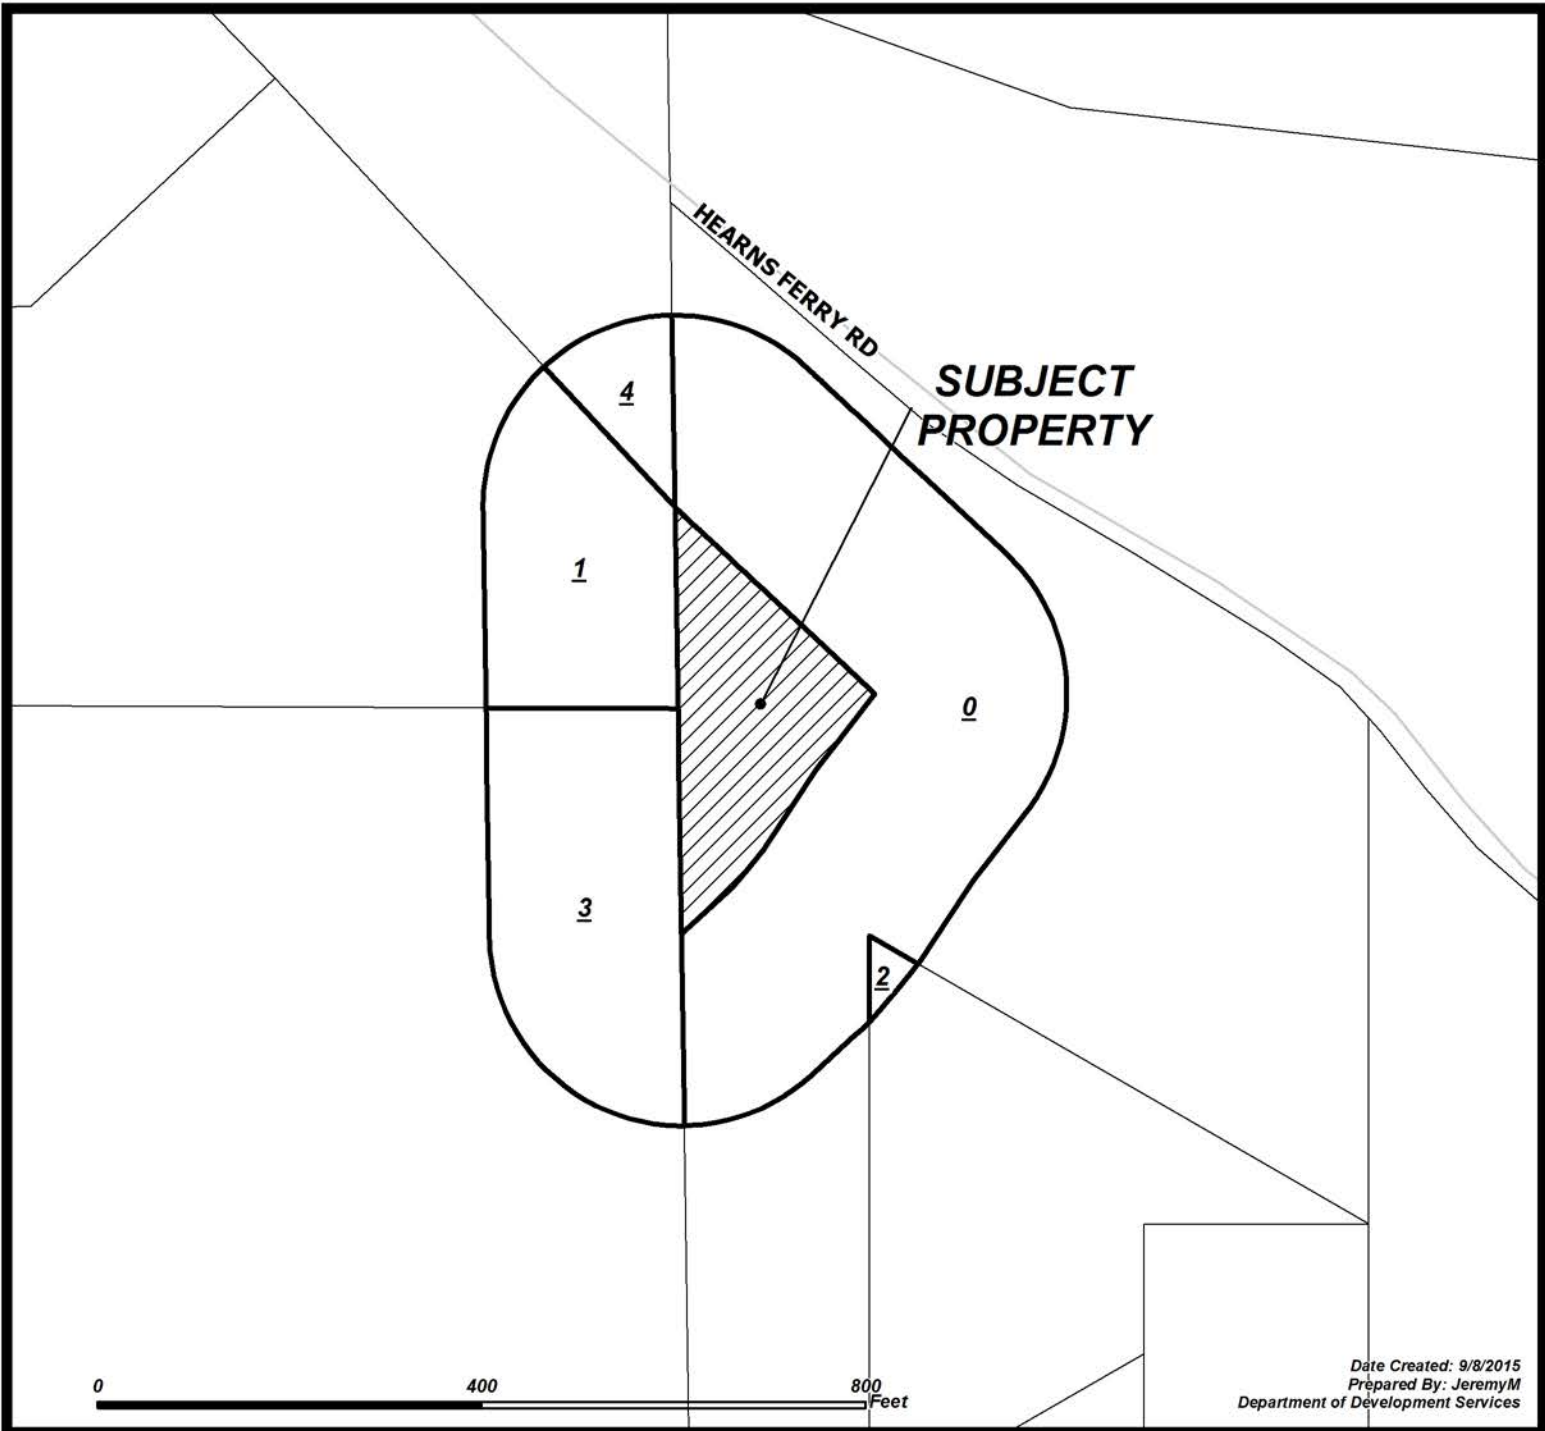 HEARNS FERRY RD
SUBJECT
PROPERTY
4
1
0
3
2
0 400 800
Feet
Date Created: 9/8/2015
Prepared By: JeremyM
Department of Development Services